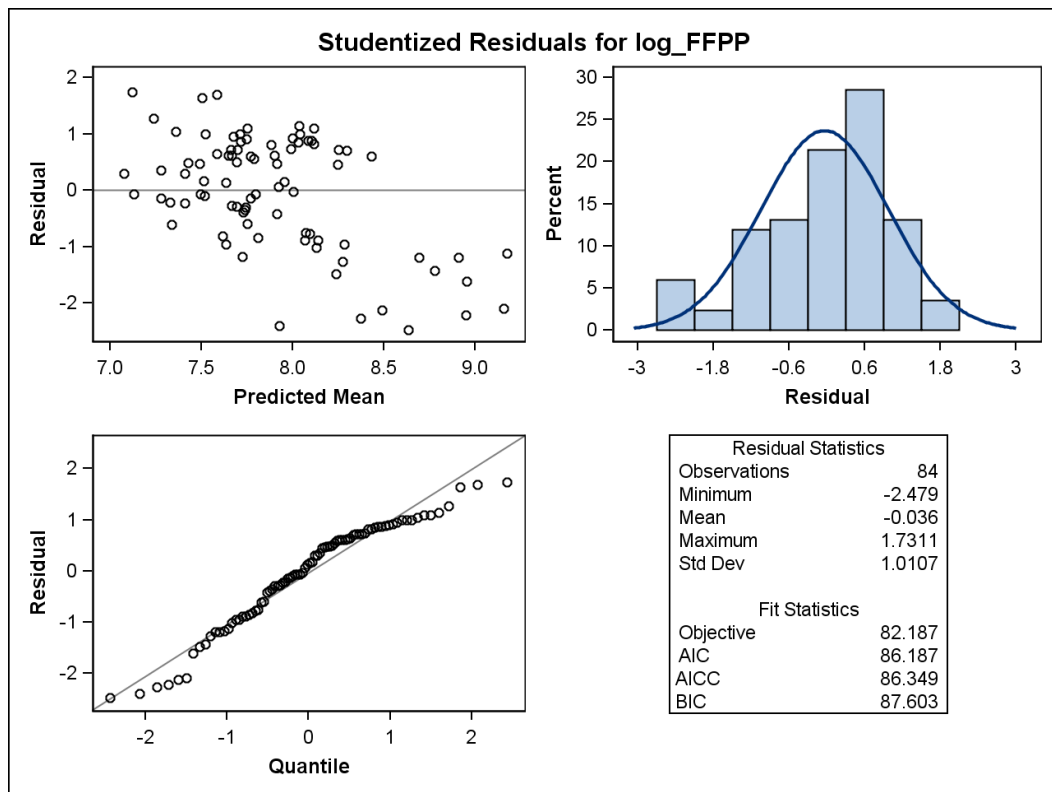 Studentized Residuals for log_FFPP
2
1
0
-1
-2
Residual
7.0 7.5 8.0 8.5 9.0
Predicted Mean
30
25
20
15
10
5
0
Percent
-3 -1.8 -0.6 0.6 1.8 3
Residual
2
1
0
-1
-2
Residual
-2 -1 0 1 2
Quantile
Residual Statistics
Observations 84
Minimum -2.479
Mean -0.036
Maximum 1.7311
Std Dev 1.0107
Fit Statistics
Objective 82.187
AIC 86.187
AICC 86.349
BIC 87.603